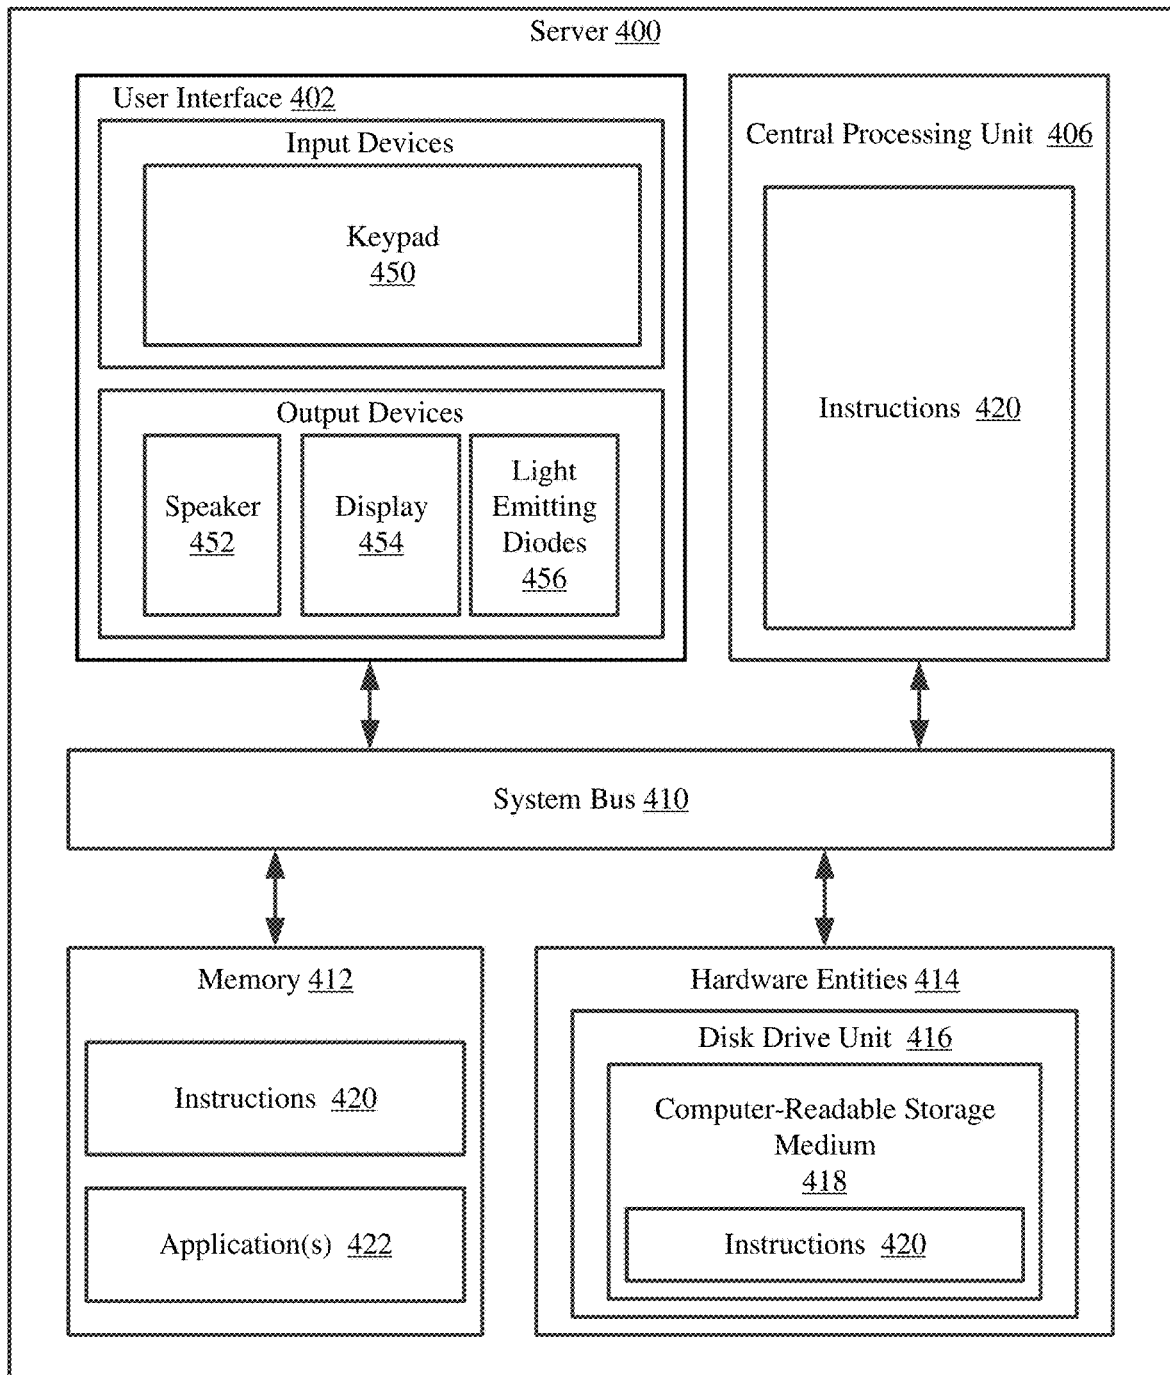 Server 400
User Interface 402
Input Devices
Keypad
450
Output Devices
Speaker
452
Display
454
Light
Emitting
Diodes
456
Central Processing Unit 406
Instructions 420
System Bus 410
Memory 412
Instructions 420
Application(s) 422
Hardware Entities 414
Disk Drive Unit 416
Computer-Readable Storage
Medium
418
Instructions 420